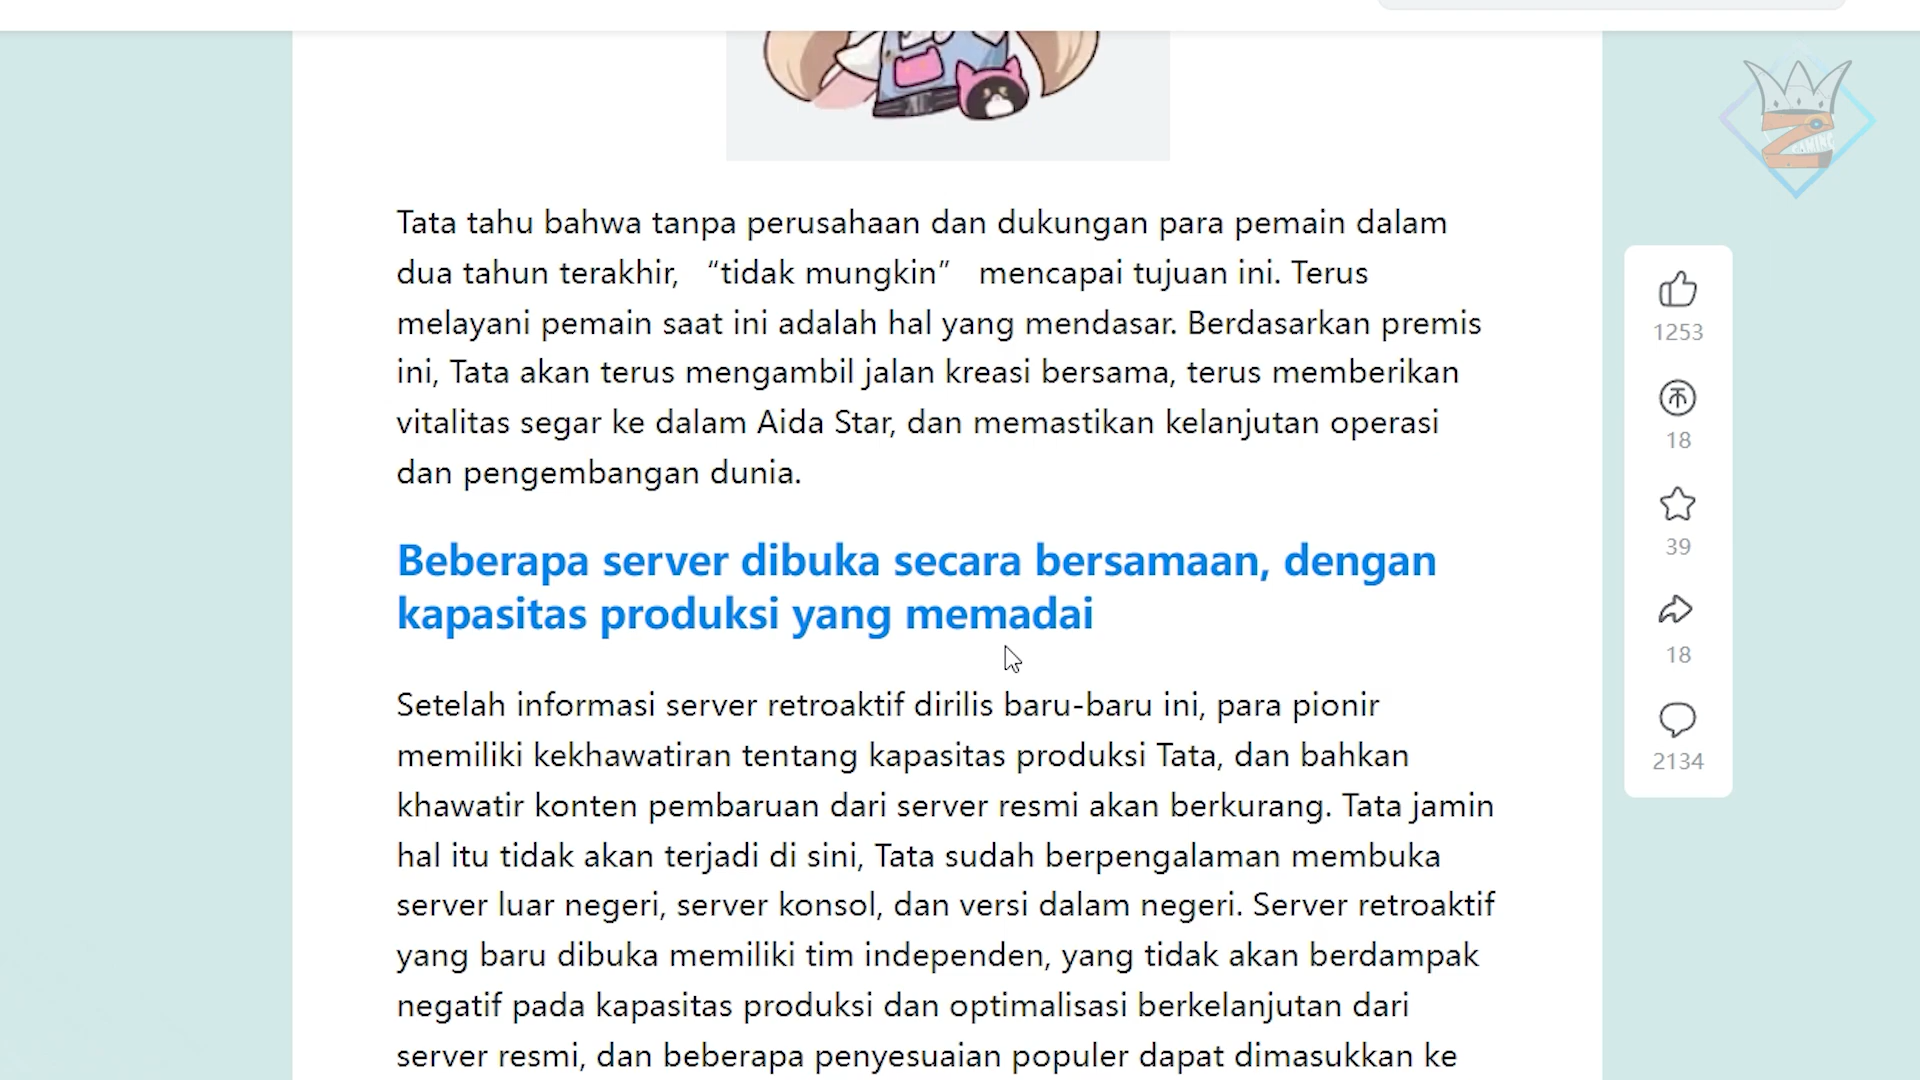 Tata tahu bahwa tanpa perusahaan dan dukungan para pemain dalam
dua tahun terakhir, “tidak mungkin” mencapai tujuan ini. Terus
melayani pemain saat ini adalah hal yang mendasar. Berdasarkan premis
ini, Tata akan terus mengambil jalan kreasi bersama, terus memberikan
vitalitas segar ke dalam Aida Star, dan memastikan kelanjutan operasi
dan pengembangan dunia.
Beberapa server dibuka secara bersamaan, dengan
kapasitas produksi yang memadai
Setelah informasi server retroaktif dirilis baru-baru ini, para pionir
memiliki kekhawatiran tentang kapasitas produksi Tata, dan bahkan
khawatir konten pembaruan dari server resmi akan berkurang. Tata jamin
hal itu tidak akan terjadi di sini, Tata sudah berpengalaman membuka
server luar negeri, server konsol, dan versi dalam negeri. Server retroaktif
yang baru dibuka memiliki tim independen, yang tidak akan berdampak
negatif pada kapasitas produksi dan optimalisasi berkelanjutan dari
server resmi, dan beberapa penyesuaian populer dapat dimasukkan ke
1253
18
39
18
2134
GAMING